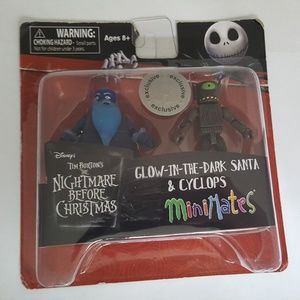 WARNING:
CHOKING HAZARD - Small parts
Not for children under 3 years.
Ages 8+
exclusive
exclusive
exclusive
Disney's
TIM BURTON'S THE
NIGHTMARE
BEFORE
CHRISTMAS
GLOW-IN-THE-DARK SANTA
& CYCLOPS
MiniMates